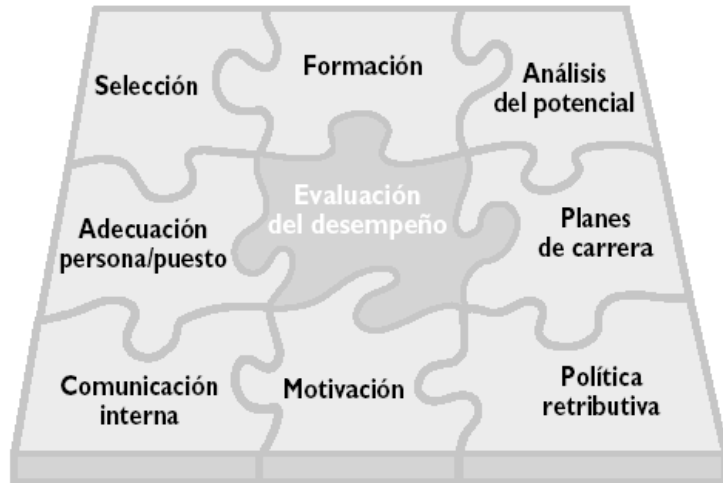 Selección
Formación
Análisis
del potencial
Adecuación
persona/puesto
Evaluación
del desempeño
Planes
de carrera
Comunicación
interna
Motivación
Política
retributiva